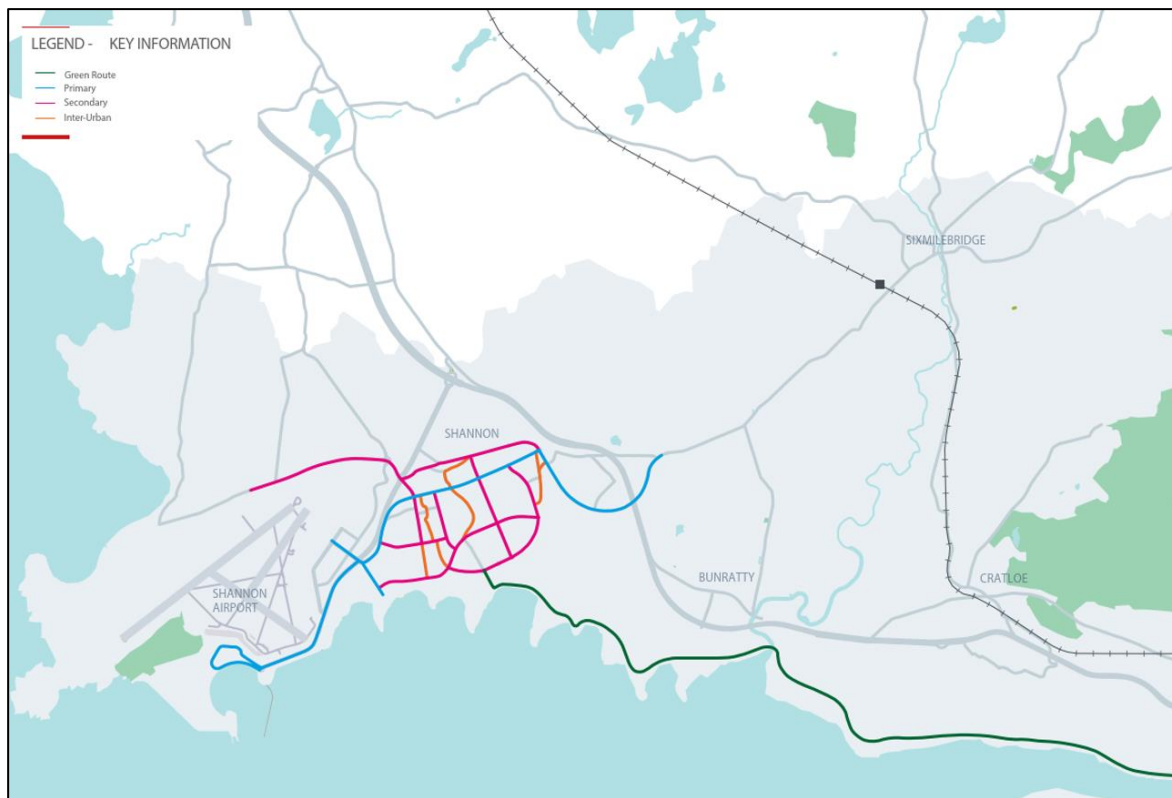 LEGEND - KEY INFORMATION
Green Route
Primary
Secondary
Inter-Urban
SIXMILEBRIDGE
SHANNON
BUNRATTY
CRATLOE
SHANNON
AIRPORT